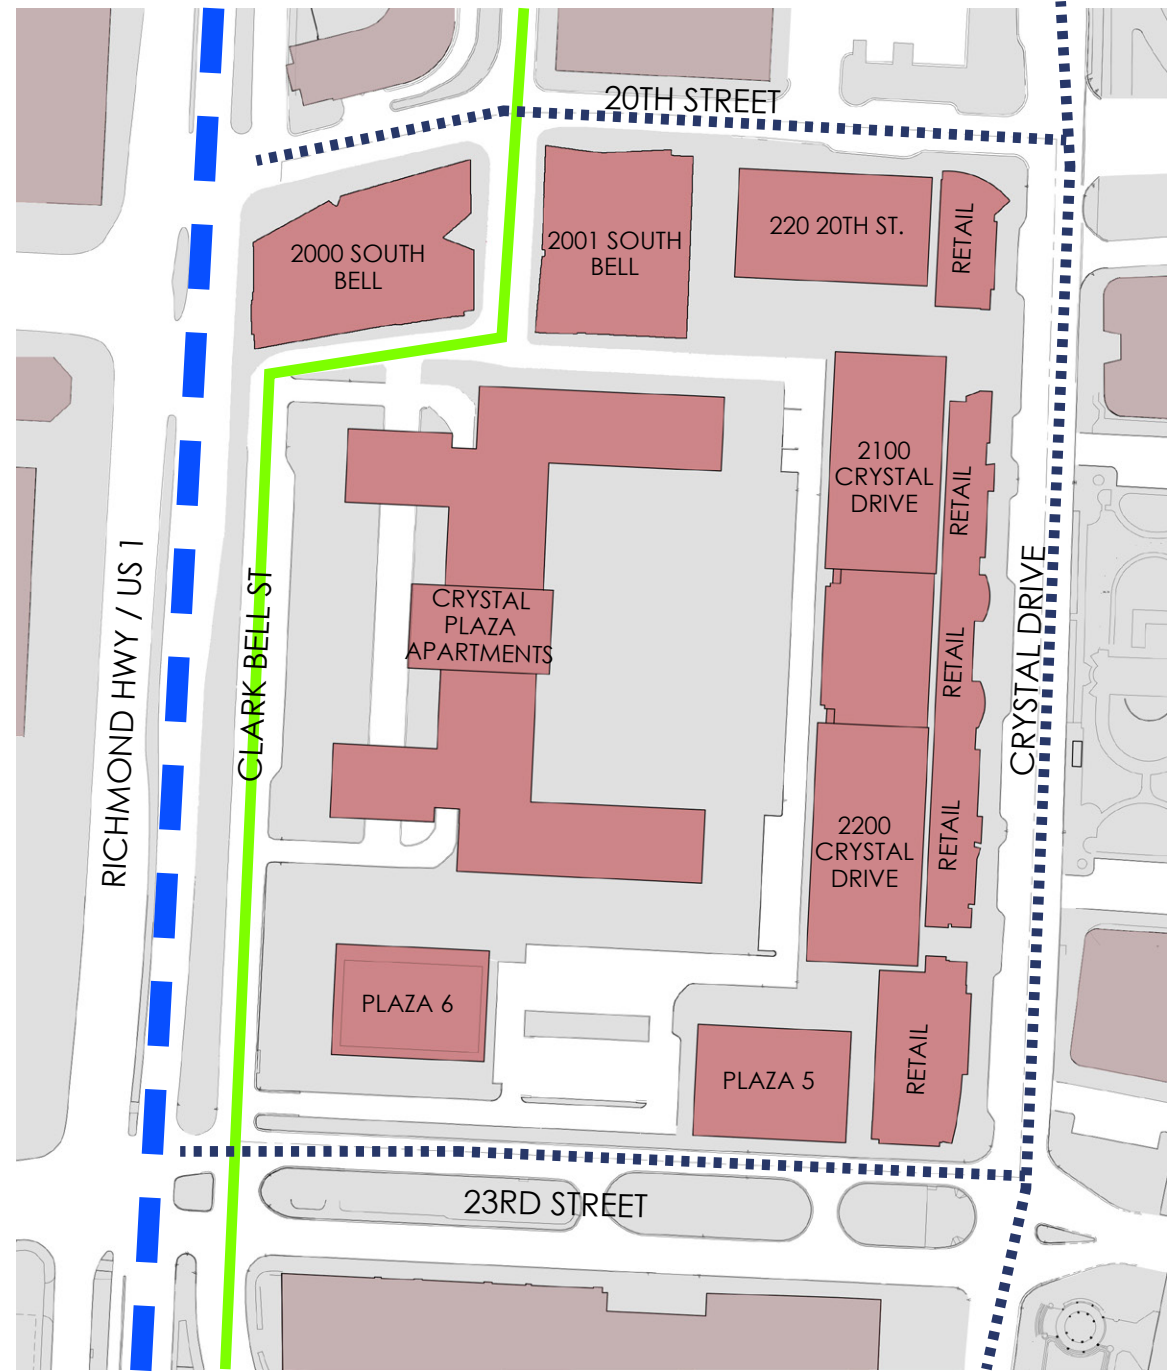 20TH STREET
2000 SOUTH
BELL
2001 SOUTH
BELL
220 20TH ST.
RETAIL
2100
CRYSTAL
DRIVE
RETAIL
RICHMOND HWY / US 1
CLARK BELL ST
CRYSTAL
PLAZA
APARTMENTS
RETAIL
CRYSTAL DRIVE
2200
CRYSTAL
DRIVE
RETAIL
PLAZA 6
PLAZA 5
RETAIL
23RD STREET